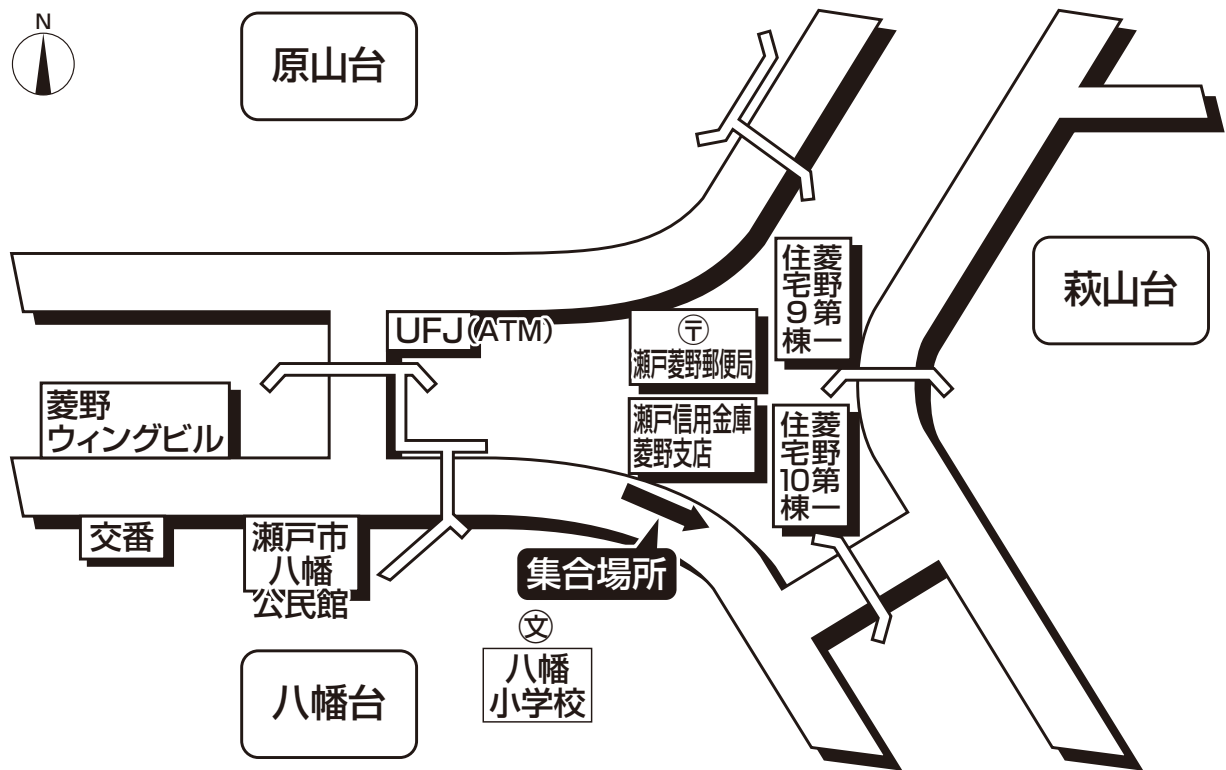 N
原山台
萩山台
菱野第一
住宅9棟
UFJ(ATM)
〒
瀬戸菱野郵便局
菱野
ウィングビル
瀬戸信用金庫
菱野支店
菱野第一
住宅10棟
交番
瀬戸市
八幡
公民館
集合場所
文
八幡
小学校
八幡台